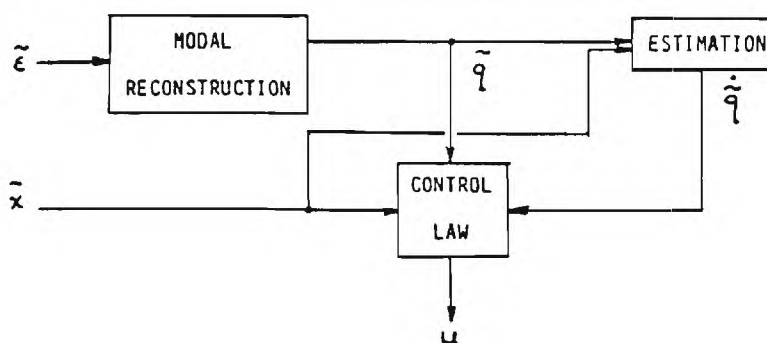 MODAL
RECONSTRUCTION
ESTIMATION
ε̃
q̃
q̃̇
x̃
CONTROL
LAW
u